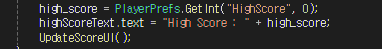 high_score = PlayerPrefs.GetInt("HighScore", 0);
highScoreText.text = "High Score : " + high_score;
UpdateScoreUI();